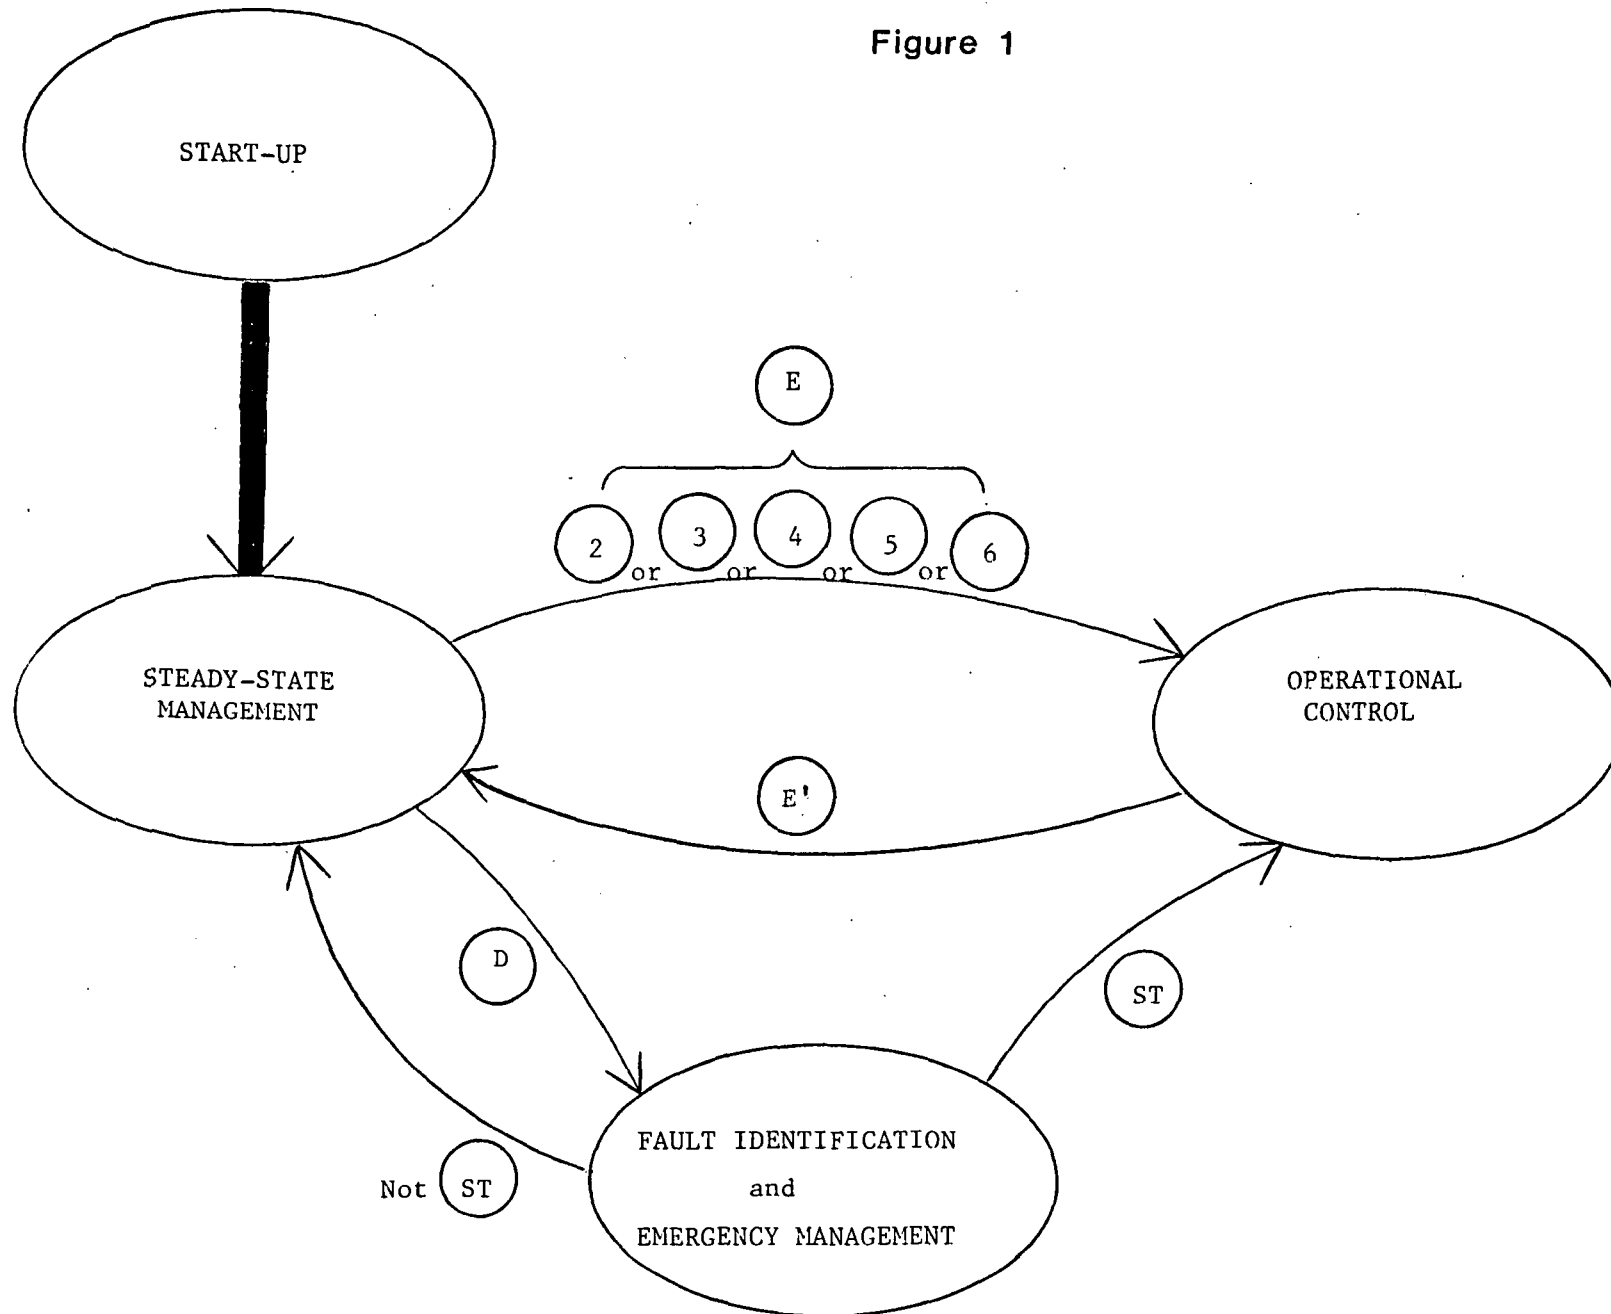 Figure 1
START-UP
E
2 or 3 or 4 or 5 or 6
STEADY-STATE
MANAGEMENT
OPERATIONAL
CONTROL
E'
D
ST
Not ST
FAULT IDENTIFICATION
and
EMERGENCY MANAGEMENT